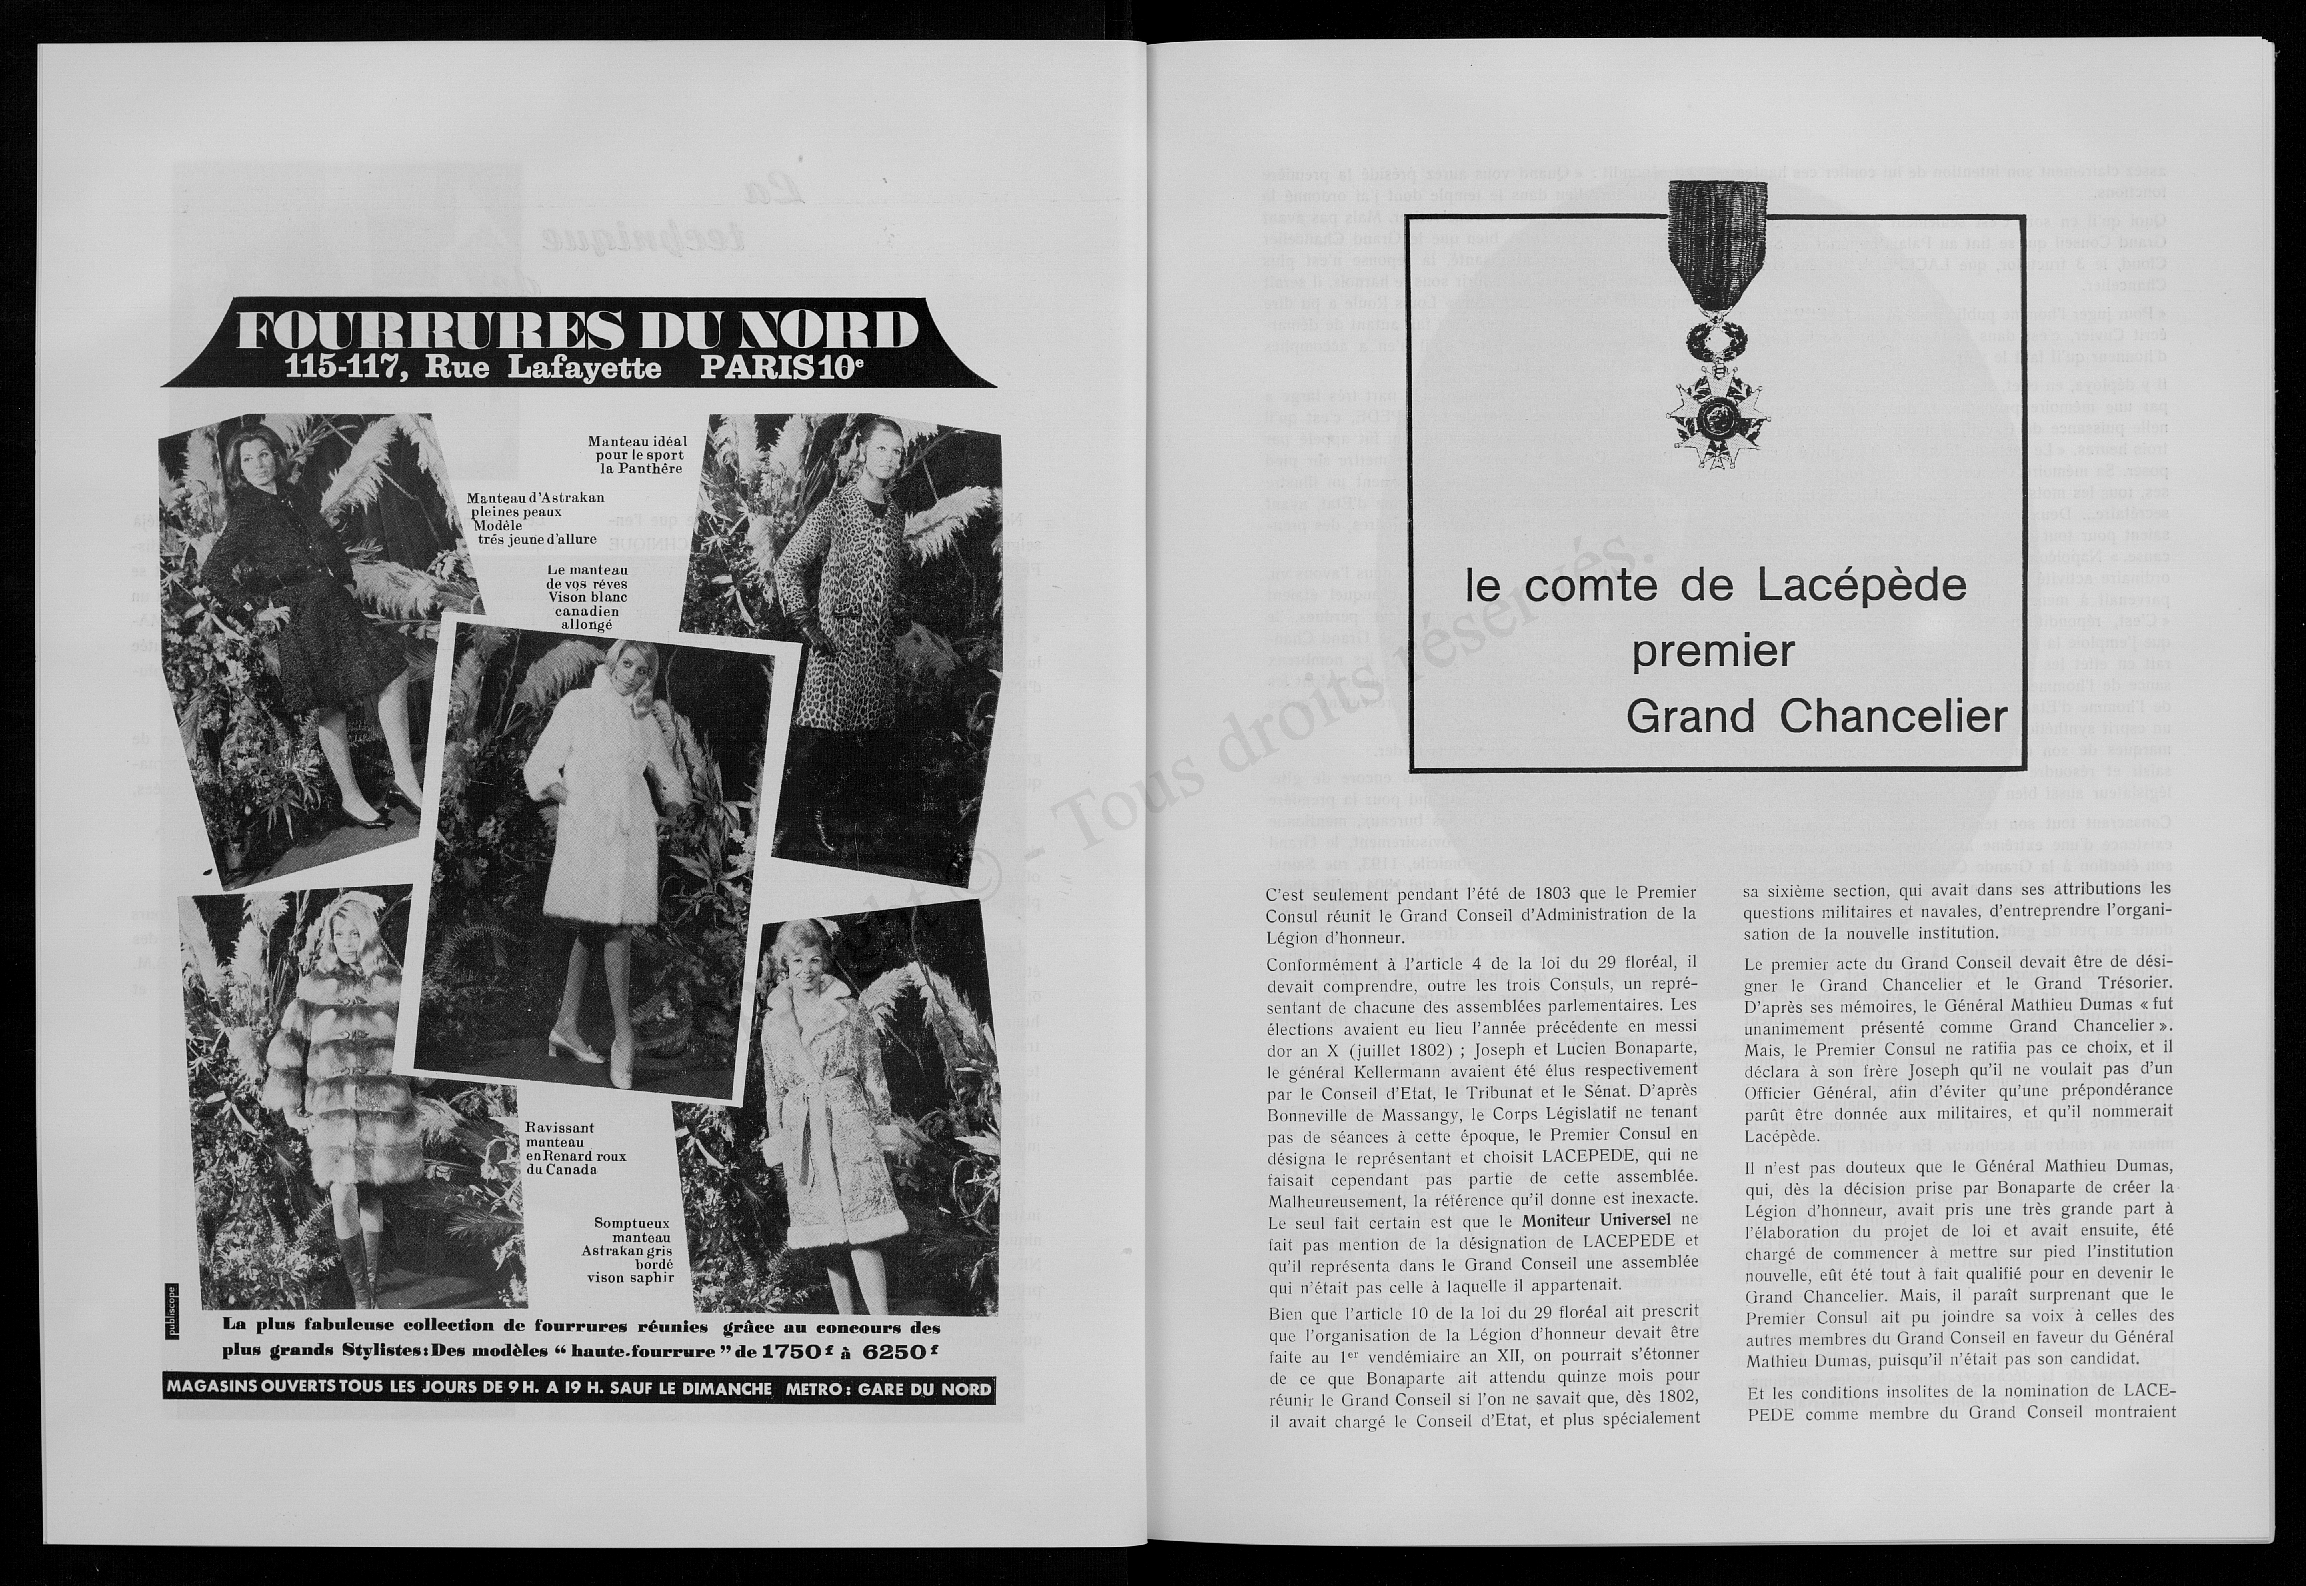 FOURRURES DU NORD
115-117, Rue Lafayette PARIS 10e
Manteau idéal
pour le sport
la Panthére
Manteau d'Astrakan
pleines peaux
Modèle
trés jeune d'allure
Le manteau
de vos réves
Vison blanc
canadien
allongé
Ravissant
manteau
en Renard roux
du Canada
Somptueux
manteau
Astrakan gris
bordé
vison saphir
publiscope
La plus fabuleuse collection de fourrures réunies grâce au concours des
plus grands Stylistes: Des modèles " haute-fourrure " de 1750 f à 6250 f
MAGASINS OUVERTS TOUS LES JOURS DE 9 H. A 19 H. SAUF LE DIMANCHE METRO : GARE DU NORD
le comte de Lacépède
premier
Grand Chancelier
C'est seulement pendant l'été de 1803 que le Premier
Consul réunit le Grand Conseil d'Administration de la
Légion d'honneur.
Conformément à l'article 4 de la loi du 29 floréal, il
devait comprendre, outre les trois Consuls, un repré-
sentant de chacune des assemblées parlementaires. Les
élections avaient eu lieu l'année précédente en messi
dor an X (juillet 1802) ; Joseph et Lucien Bonaparte,
le général Kellermann avaient été élus respectivement
par le Conseil d'Etat, le Tribunat et le Sénat. D'après
Bonneville de Massangy, le Corps Législatif ne tenant
pas de séances à cette époque, le Premier Consul en
désigna le représentant et choisit LACEPEDE, qui ne
faisait cependant pas partie de cette assemblée.
Malheureusement, la référence qu'il donne est inexacte.
Le seul fait certain est que le Moniteur Universel ne
fait pas mention de la désignation de LACEPEDE et
qu'il représenta dans le Grand Conseil une assemblée
qui n'était pas celle à laquelle il appartenait.
Bien que l'article 10 de la loi du 29 floréal ait prescrit
que l'organisation de la Légion d'honneur devait être
faite au 1er vendémiaire an XII, on pourrait s'étonner
de ce que Bonaparte ait attendu quinze mois pour
réunir le Grand Conseil si l'on ne savait que, dès 1802,
il avait chargé le Conseil d'Etat, et plus spécialement
sa sixième section, qui avait dans ses attributions les
questions militaires et navales, d'entreprendre l'organi-
sation de la nouvelle institution.
Le premier acte du Grand Conseil devait être de dési-
gner le Grand Chancelier et le Grand Trésorier.
D'après ses mémoires, le Général Mathieu Dumas « fut
unanimement présenté comme Grand Chancelier ».
Mais, le Premier Consul ne ratifia pas ce choix, et il
déclara à son frère Joseph qu'il ne voulait pas d'un
Officier Général, afin d'éviter qu'une prépondérance
parût être donnée aux militaires, et qu'il nommerait
Lacépède.
Il n'est pas douteux que le Général Mathieu Dumas,
qui, dès la décision prise par Bonaparte de créer la
Légion d'honneur, avait pris une très grande part à
l'élaboration du projet de loi et avait ensuite, été
chargé de commencer à mettre sur pied l'institution
nouvelle, eût été tout à fait qualifié pour en devenir le
Grand Chancelier. Mais, il paraît surprenant que le
Premier Consul ait pu joindre sa voix à celles des
autres membres du Grand Conseil en faveur du Général
Mathieu Dumas, puisqu'il n'était pas son candidat.
Et les conditions insolites de la nomination de LACE-
PEDE comme membre du Grand Conseil montraient
© - Tous droits réservés.